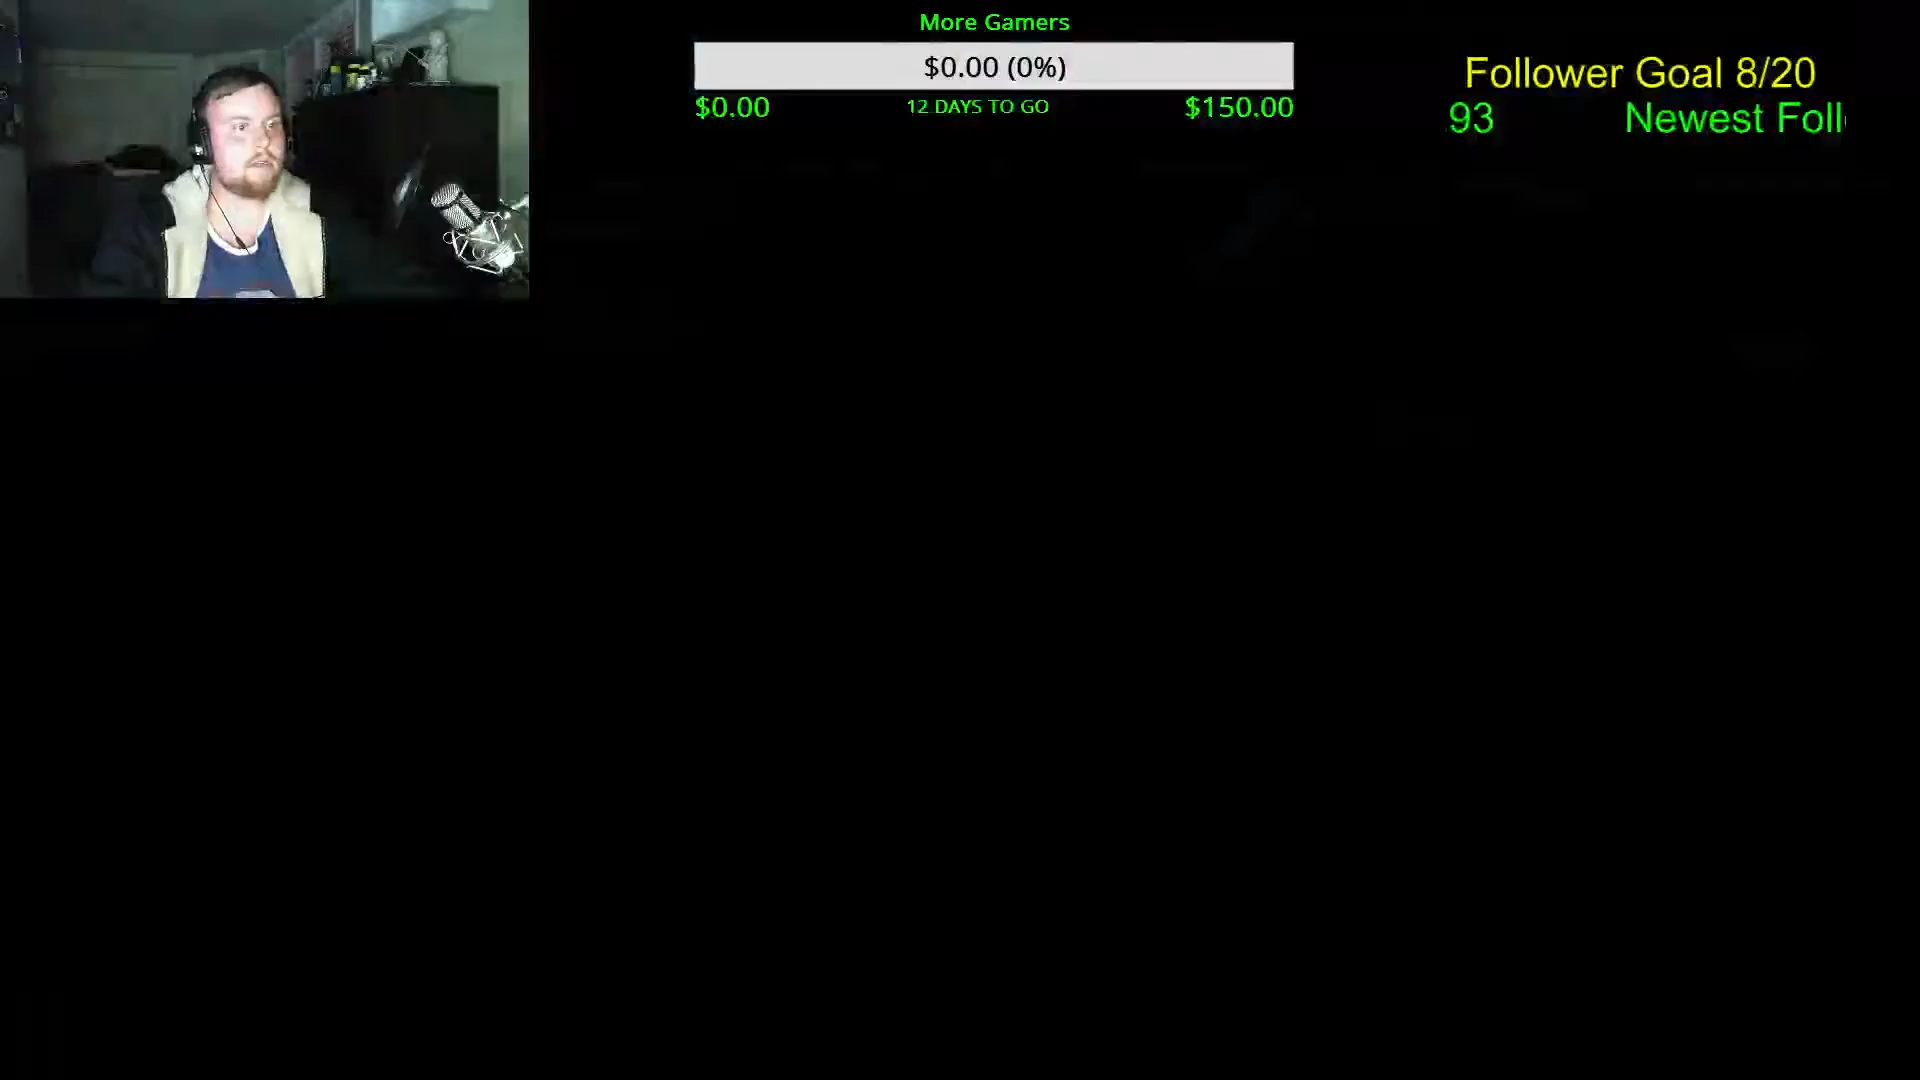 More Gamers
$0.00 (0%)
$0.00 12 DAYS TO GO $150.00
Follower Goal 8/20
93 Newest